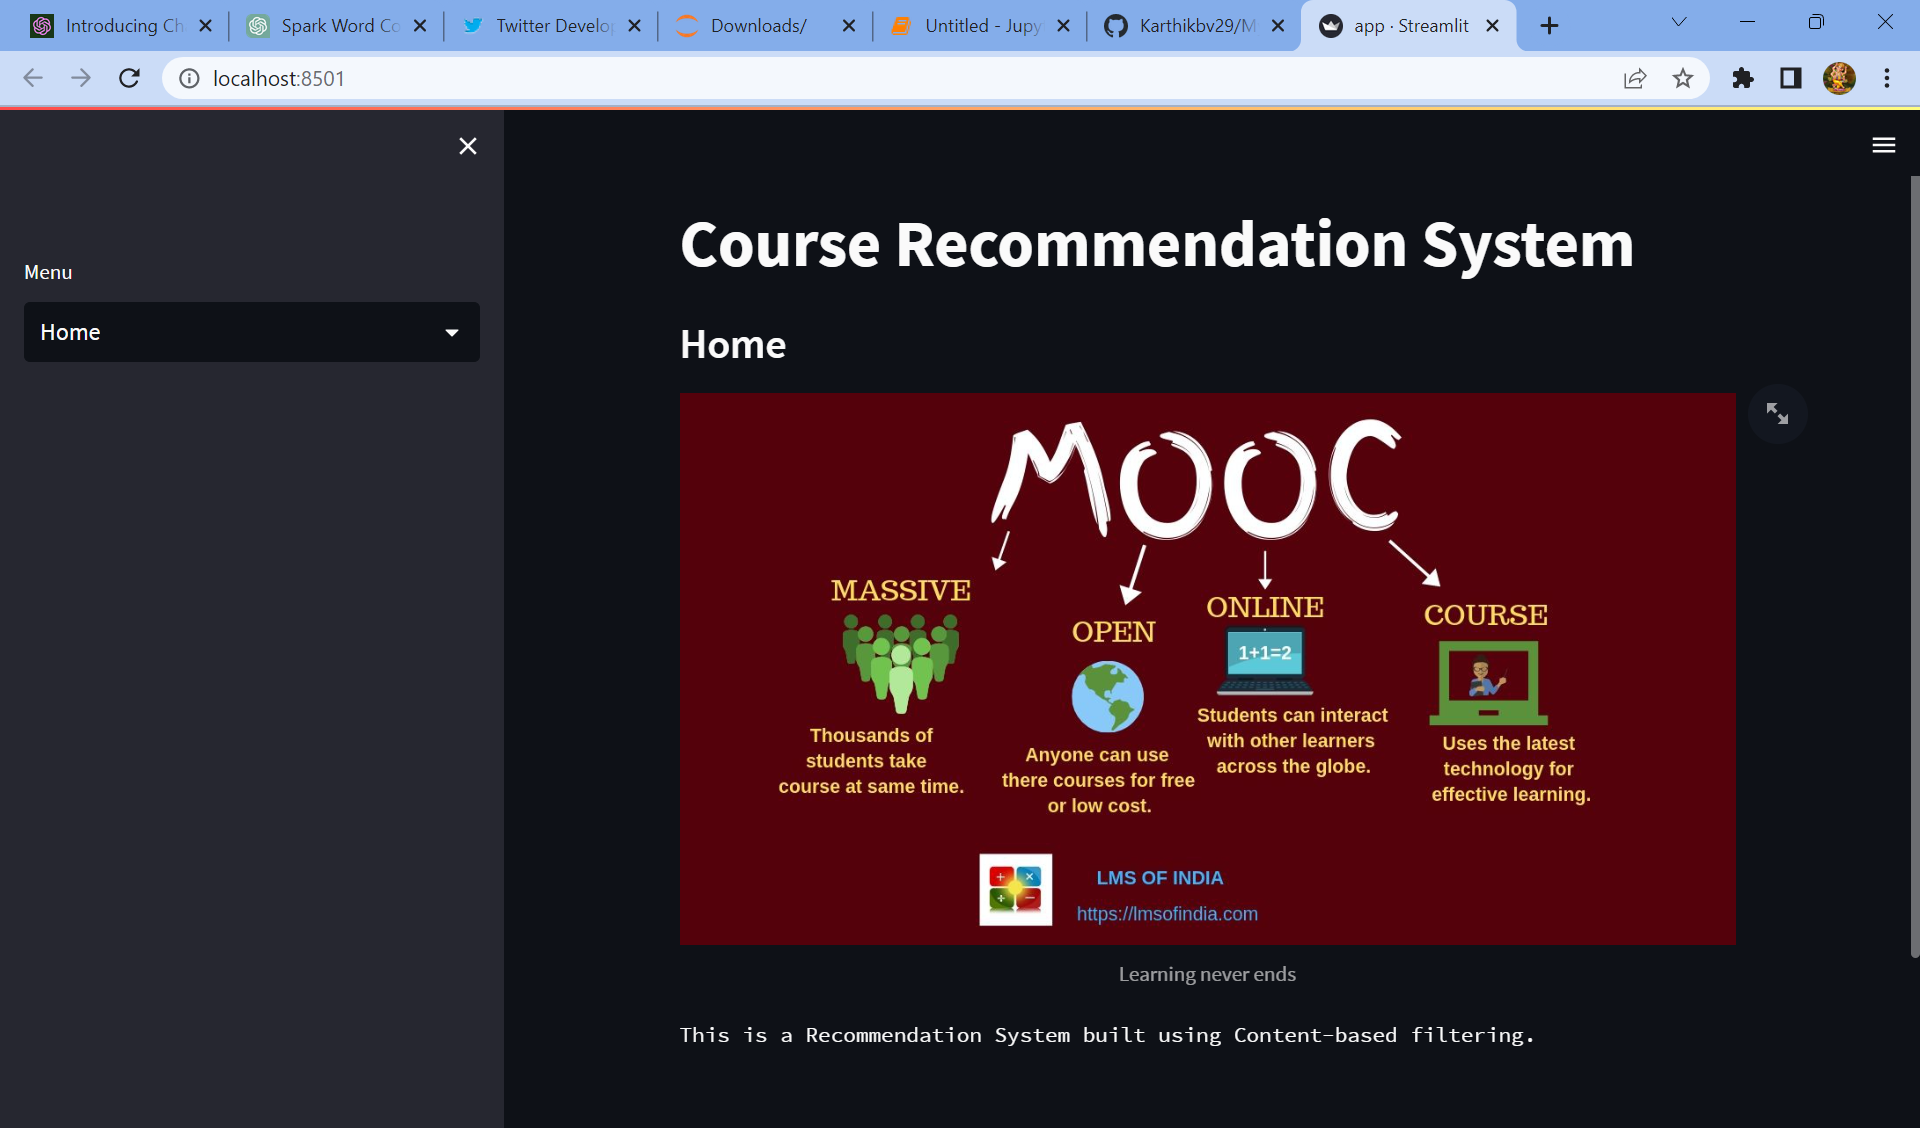 Introducing Ch
Spark Word Co
Twitter Develop
Downloads/
Untitled - Jupy
Karthikbv29/M
app · Streamlit
localhost:8501
Menu
Home
Course Recommendation System
Home
MOOC
MASSIVE
Thousands of
students take
course at same time.
OPEN
Anyone can use
there courses for free
or low cost.
ONLINE
1+1=2
Students can interact
with other learners
across the globe.
COURSE
Uses the latest
technology for
effective learning.
LMS OF INDIA
https://lmsofindia.com
Learning never ends
This is a Recommendation System built using Content-based filtering.